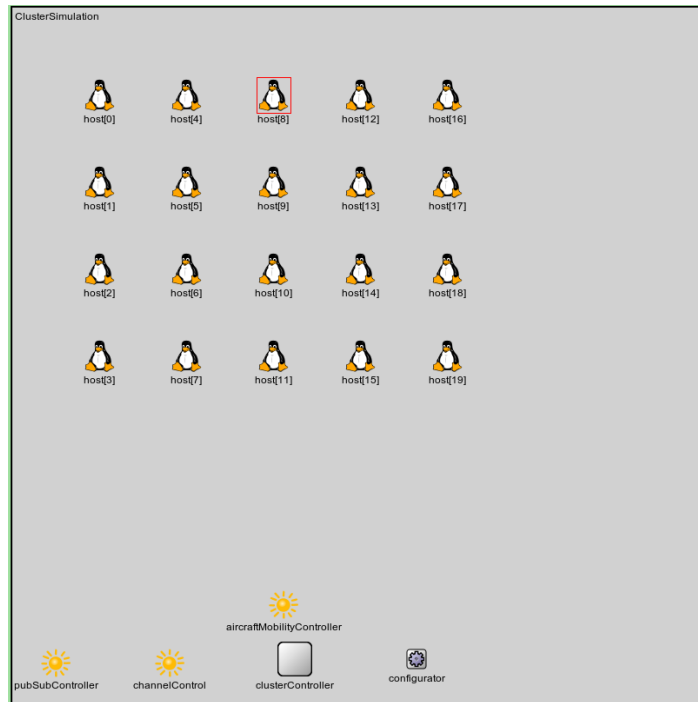 ClusterSimulation
host[0] host[4] host[8] host[12] host[16]
host[1] host[5] host[9] host[13] host[17]
host[2] host[6] host[10] host[14] host[18]
host[3] host[7] host[11] host[15] host[19]
aircraftMobilityController
pubSubController channelControl clusterController configurator